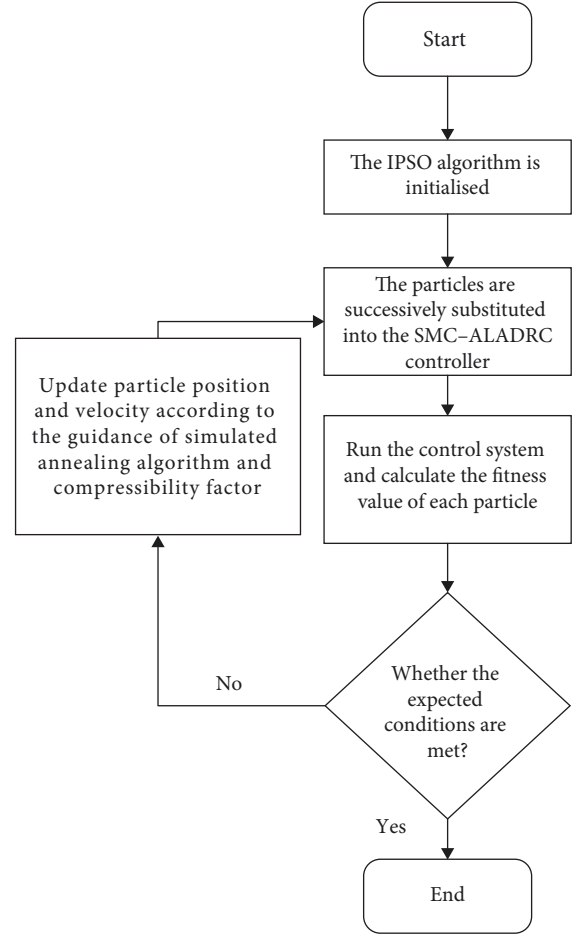 Start
The IPSO algorithm is
initialised
The particles are
successively substituted
into the SMC–ALADRC
controller
Update particle position
and velocity according to
the guidance of simulated
annealing algorithm and
compressibility factor
Run the control system
and calculate the fitness
value of each particle
No
Whether the
expected
conditions are
met?
Yes
End